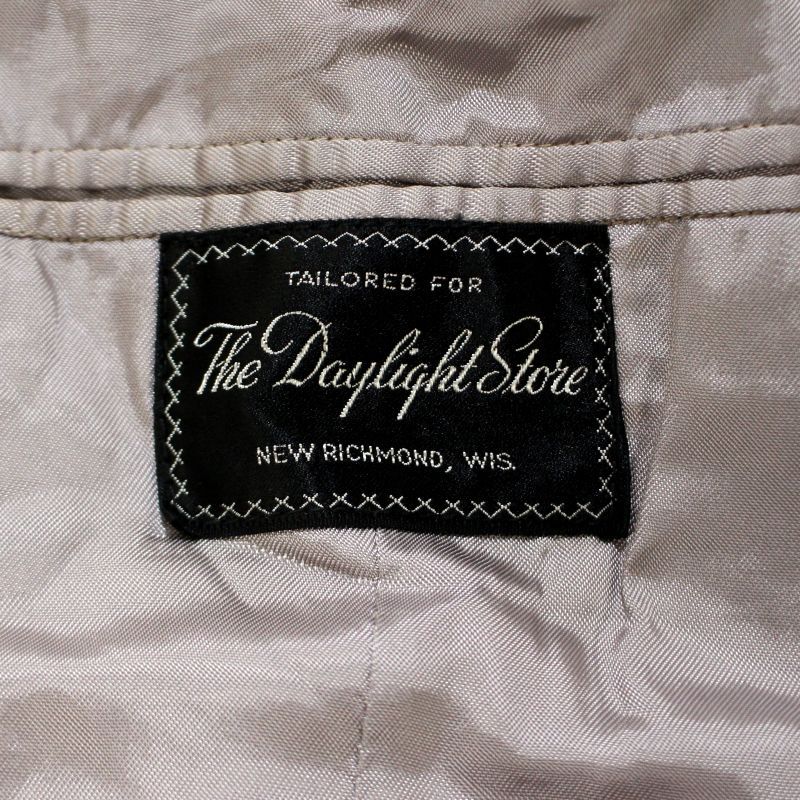 TAILORED FOR
The Daylight Store
NEW RICHMOND, WIS.